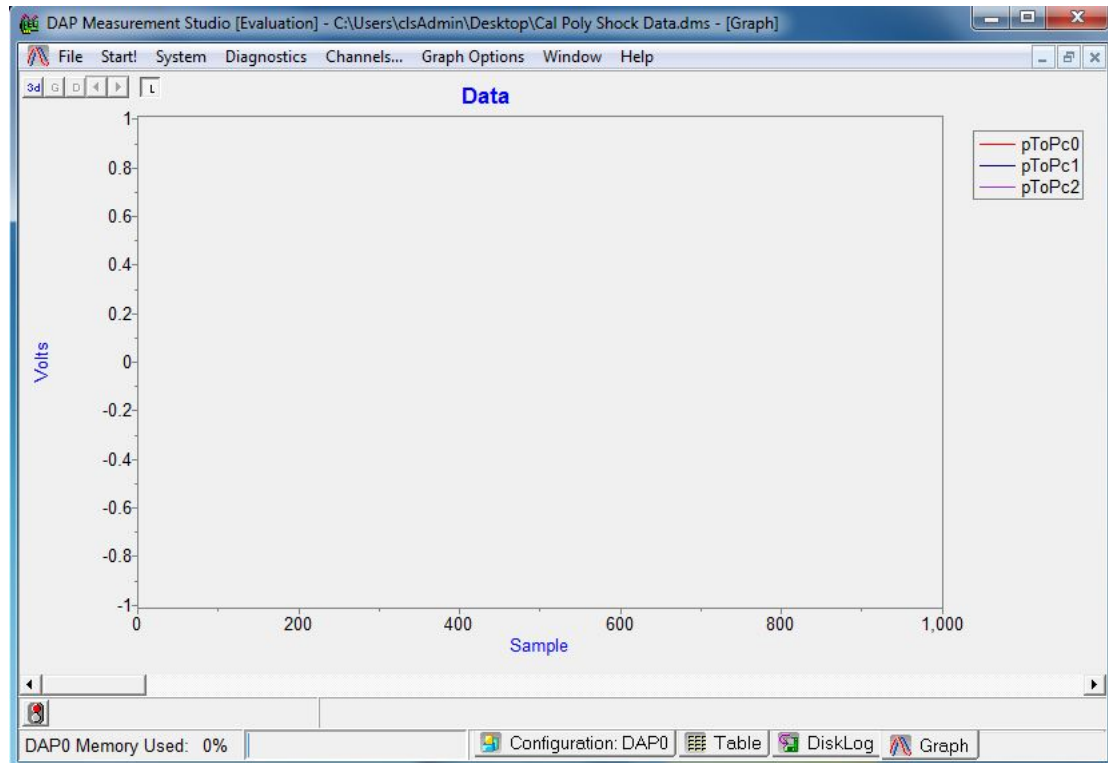 DAP Measurement Studio [Evaluation] - C:\Users\clsAdmin\Desktop\Cal Poly Shock Data.dms - [Graph]
File Start! System Diagnostics Channels... Graph Options Window Help
3d G D L
Data
1
0.8
0.6
0.4
0.2
0
-0.2
-0.4
-0.6
-0.8
-1
Volts
0 200 400 600 800 1,000
Sample
pToPc0
pToPc1
pToPc2
DAP0 Memory Used: 0% Configuration: DAP0 Table DiskLog Graph